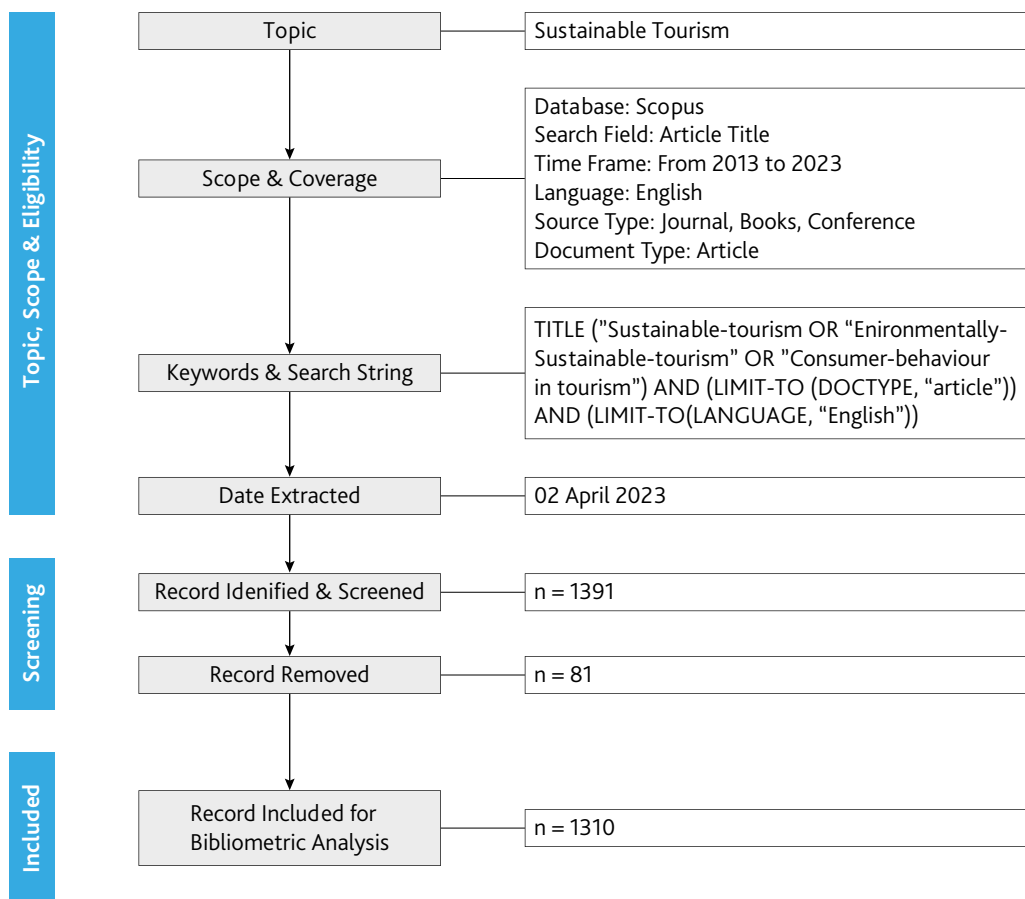 Topic, Scope & Eligibility
Topic
Sustainable Tourism
Scope & Coverage
Database: Scopus
Search Field: Article Title
Time Frame: From 2013 to 2023
Language: English
Source Type: Journal, Books, Conference
Document Type: Article
Keywords & Search String
TITLE ("Sustainable-tourism OR “Enironmentally-
Sustainable-tourism” OR "Consumer-behaviour
in tourism”) AND (LIMIT-TO (DOCTYPE, “article”))
AND (LIMIT-TO(LANGUAGE, “English”))
Date Extracted
02 April 2023
Screening
Record Idenified & Screened
n = 1391
Record Removed
n = 81
Included
Record Included for
Bibliometric Analysis
n = 1310